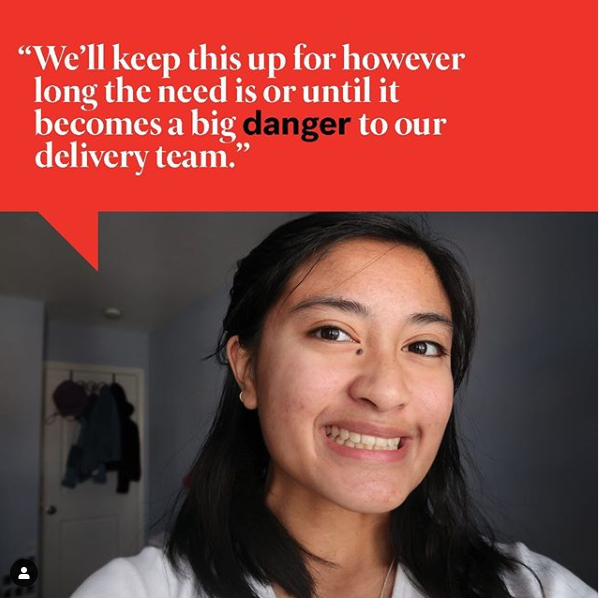 “We’ll keep this up for however
long the need is or until it
becomes a big danger to our
delivery team.”